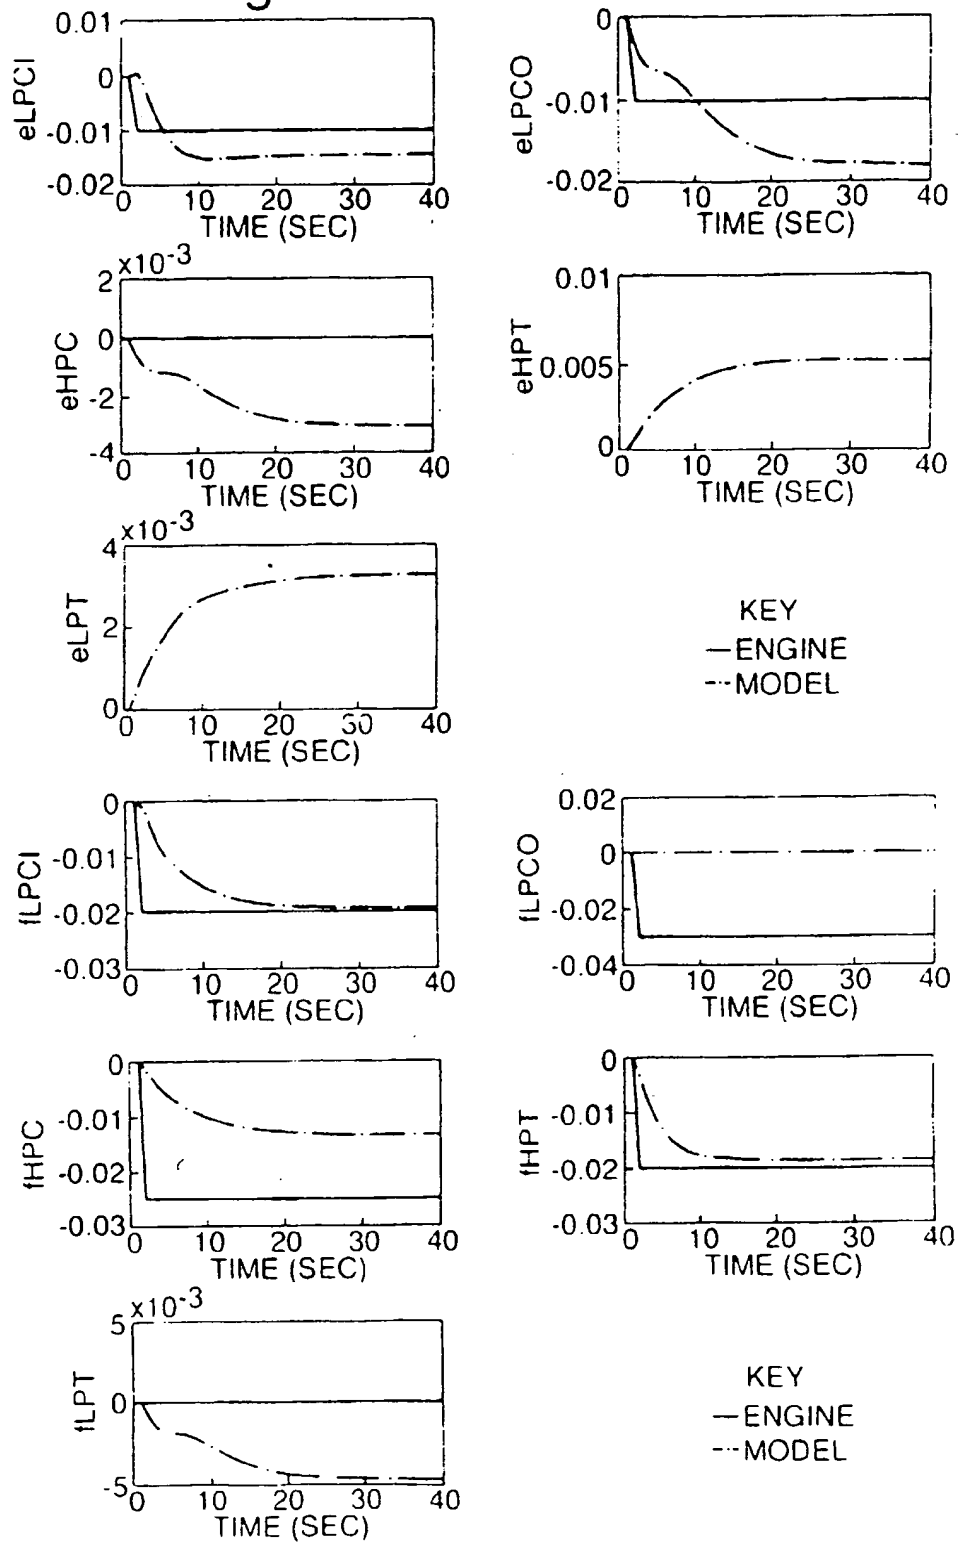 0.01
0
-0.01
-0.02
eLPCI
0 10 20 30 40
TIME (SEC)
0
-0.01
-0.02
eLPCO
0 10 20 30 40
TIME (SEC)
x10-3
2
0
-2
-4
eHPC
0 10 20 30 40
TIME (SEC)
0.01
0.005
0
eHPT
0 10 20 30 40
TIME (SEC)
x10-3
4
2
0
eLPT
0 10 20 30 40
TIME (SEC)
KEY
ENGINE
MODEL
0
-0.01
-0.02
-0.03
fLPCI
0 10 20 30 40
TIME (SEC)
0.02
0
-0.02
-0.04
fLPCO
0 10 20 30 40
TIME (SEC)
0
-0.01
-0.02
-0.03
fHPC
0 10 20 30 40
TIME (SEC)
0
-0.01
-0.02
-0.03
fHPT
0 10 20 30 40
TIME (SEC)
x10-3
5
0
-5
fLPT
0 10 20 30 40
TIME (SEC)
KEY
ENGINE
MODEL